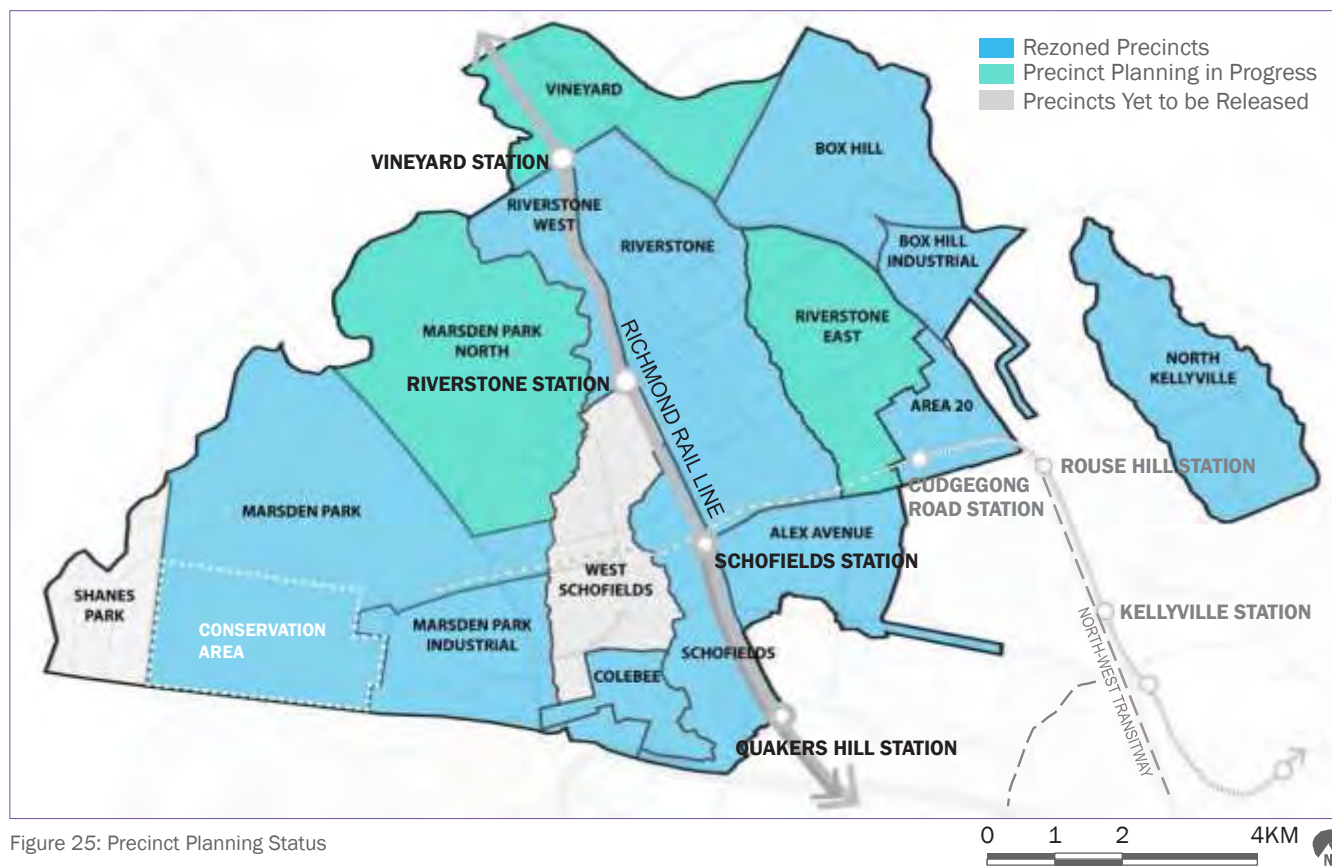 Rezoned Precincts
Precinct Planning in Progress
Precincts Yet to be Released
VINEYARD
VINEYARD STATION
BOX HILL
RIVERSTONE
WEST
RIVERSTONE
BOX HILL
INDUSTRIAL
MARSDEN PARK
NORTH
RIVERSTONE
EAST
NORTH
KELLYVILLE
RIVERSTONE STATION
RICHMOND RAIL LINE
AREA 20
ROUSE HILL STATION
CUDGEGONG
ROAD STATION
MARSDEN PARK
ALEX AVENUE
SCHOFIELDS STATION
WEST
SCHOFIELDS
SHANES
PARK
CONSERVATION
AREA
MARSDEN PARK
INDUSTRIAL
KELLYVILLE STATION
SCHOFIELDS
COLEBEE
NORTH-WEST TRANSITWAY
QUAKERS HILL STATION
Figure 25: Precinct Planning Status
0 1 2 4KM
N